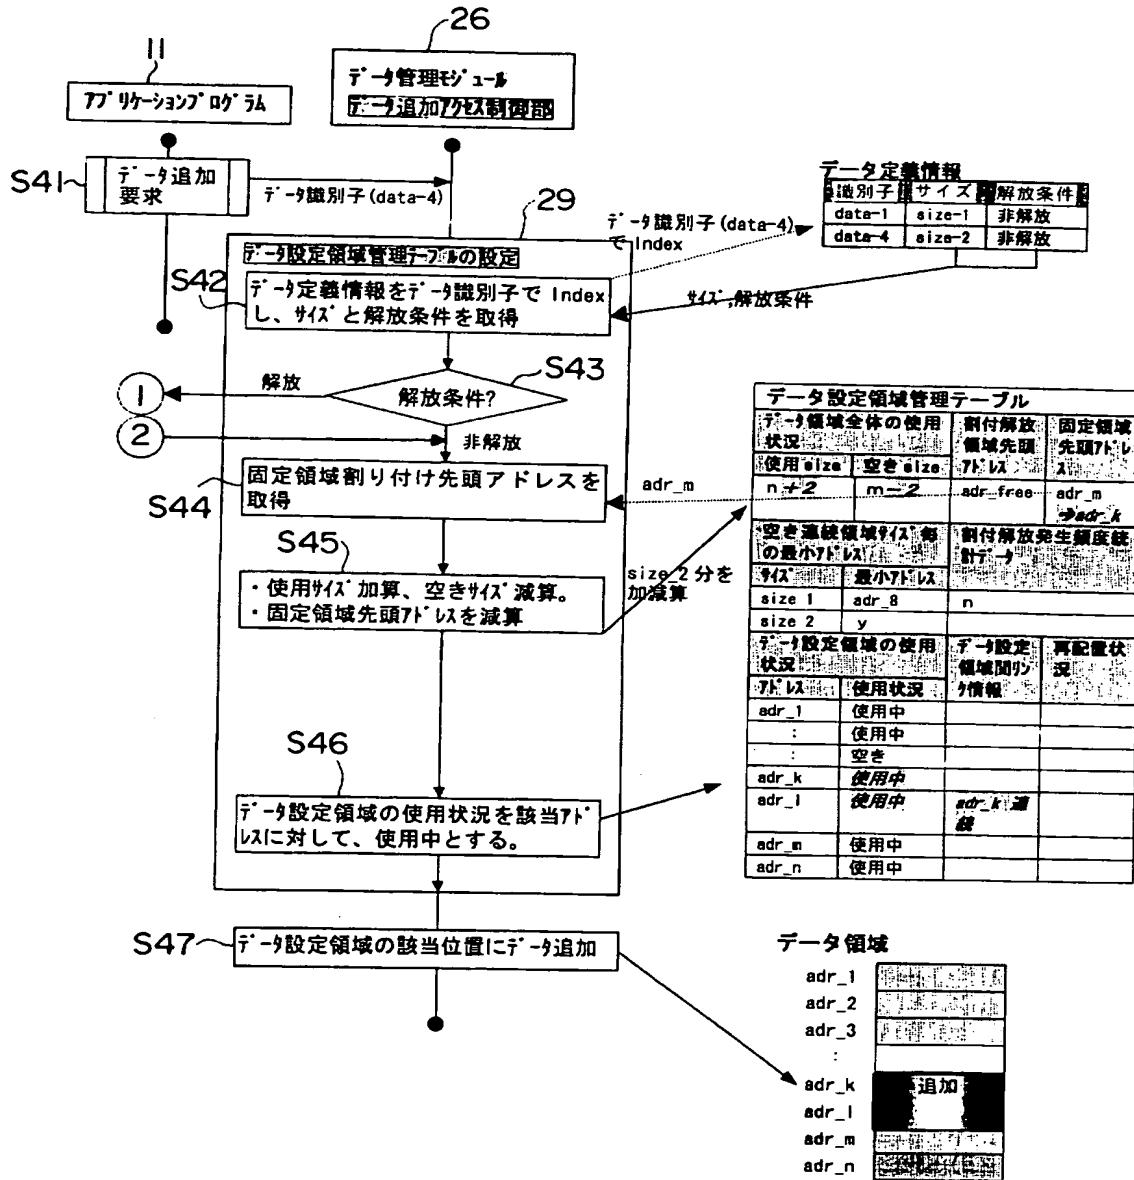 11
アプリケーションプログラム
26
データ管理モジュール
データ追加アクセス制御部
S41
データ追加
要求
データ識別子(data-4)
29
データ設定領域管理テーブルの設定
S42
データ定義情報をデータ識別子で Index
し、サイズと解放条件を取得
データ識別子(data-4)
で Index
サイズ,解放条件
データ定義情報
識別子 サイズ 解放条件
data-1 size-1 非解放
data-4 size-2 非解放
S43
解放条件?
解放
1
2
非解放
S44
固定領域割り付け先頭アドレスを
取得
adr_m
S45
・使用サイズ加算、空きサイズ減算。
・固定領域先頭アドレスを減算
size_2 分を
加減算
S46
データ設定領域の使用状況を該当アド
レスに対して、使用中とする。
S47
データ設定領域の該当位置にデータ追加
データ設定領域管理テーブル
データ領域全体の使用
状況
割付解放
領域先頭
アドレス
固定領域
先頭アドレ
ス
使用size 空きsize
n+2 m-2 adr_free adr_m
⇒adr_k
空き連続領域サイズ毎
の最小アドレス
割付解放発生頻度統
計データ
サイズ 最小アドレス
size 1 adr_8 n
size 2 y
データ設定領域の使用
状況
データ設定
領域間リン
ク情報
再配置状
況
アドレス 使用状況
adr_1 使用中
: 使用中
: 空き
adr_k 使用中
adr_l 使用中 adr_k 連
続
adr_m 使用中
adr_n 使用中
データ領域
adr_1
adr_2
adr_3
:
adr_k 追加
adr_l
adr_m
adr_n